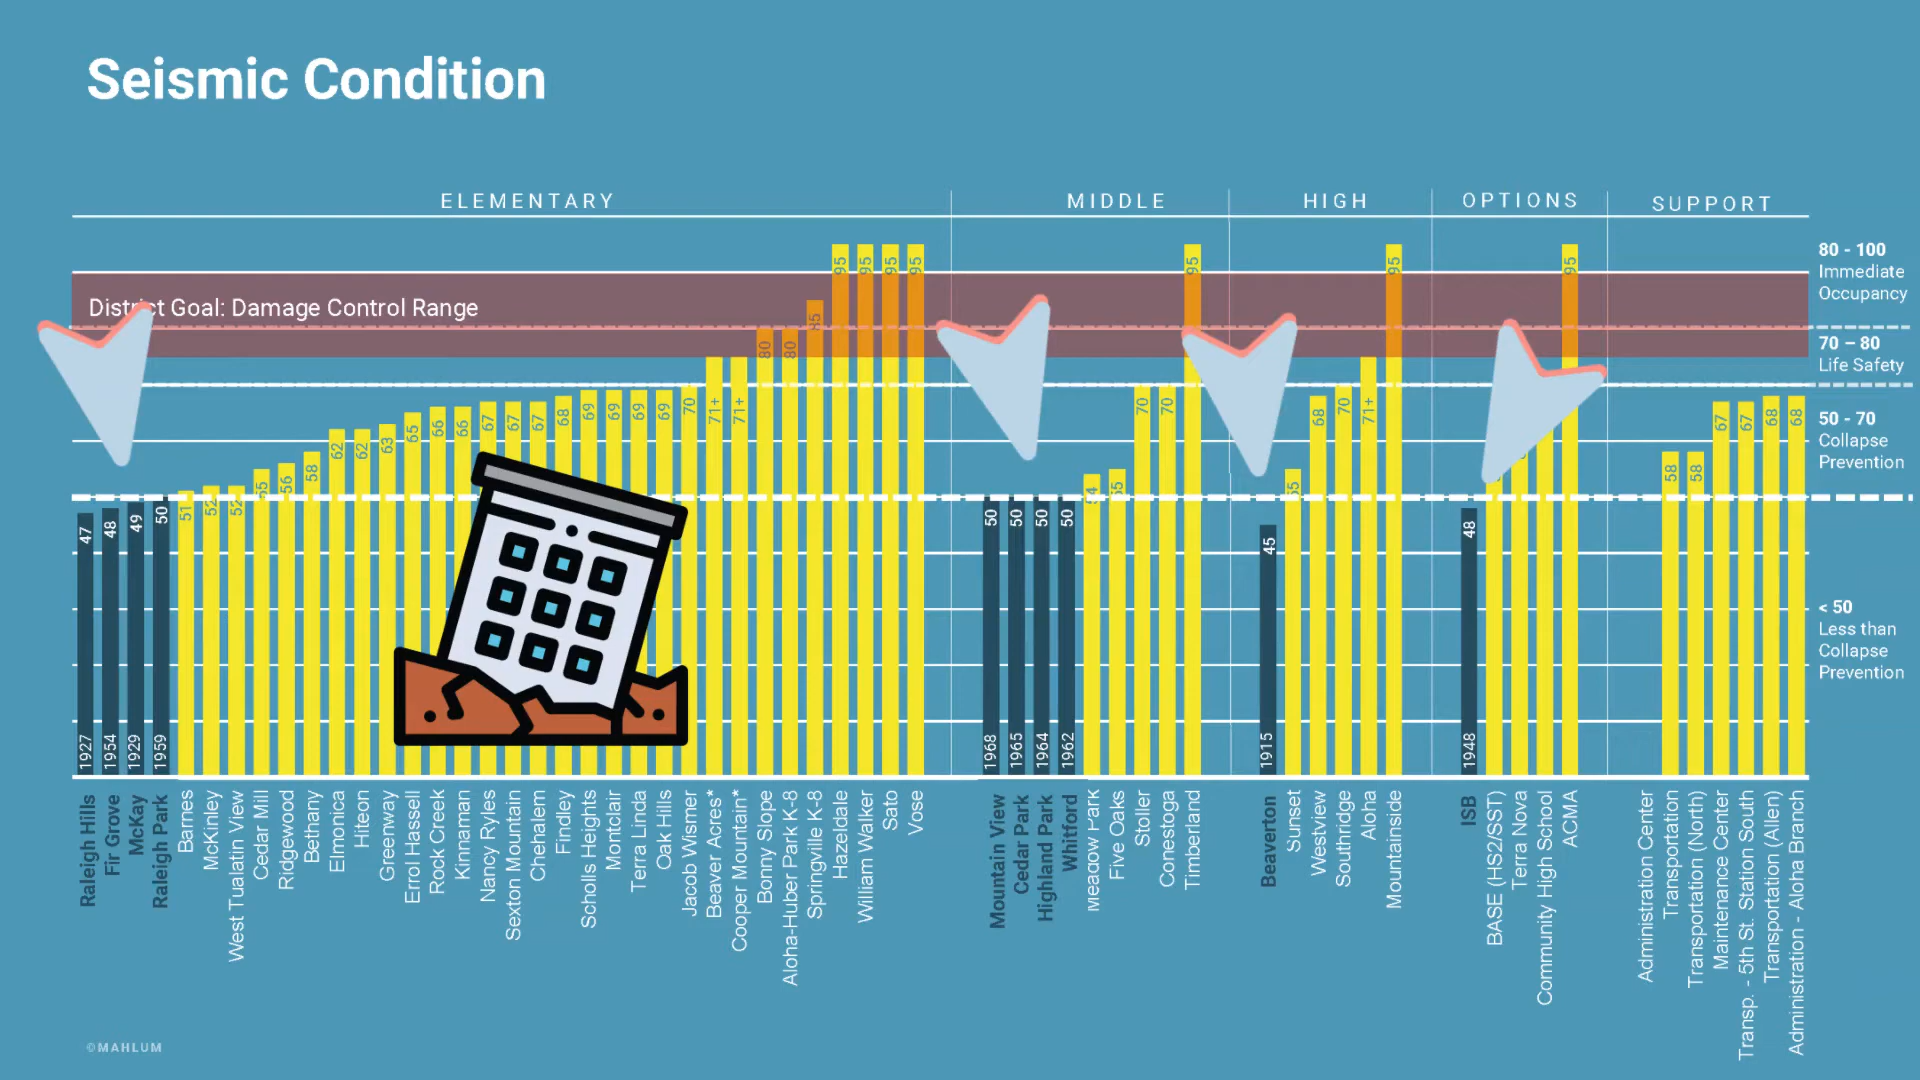 Seismic Condition
ELEMENTARY
MIDDLE
HIGH
OPTIONS
SUPPORT
District Goal: Damage Control Range
80 - 100
Immediate
Occupancy
70 – 80
Life Safety
50 - 70
Collapse
Prevention
< 50
Less than
Collapse
Prevention
47
48
49
50
51
52
52
55
56
58
62
62
63
65
66
66
67
67
67
68
69
69
69
69
70
71+
71+
80
80
85
95
95
95
95
50
50
50
50
54
55
70
70
95
45
55
68
70
71+
95
48
95
58
58
67
67
68
68
1927
1954
1929
1959
1968
1965
1964
1962
1915
1948
Raleigh Hills
Fir Grove
McKay
Raleigh Park
Barnes
McKinley
West Tualatin View
Cedar Mill
Ridgewood
Bethany
Elmonica
Hiteon
Greenway
Errol Hassell
Rock Creek
Kinnaman
Nancy Ryles
Sexton Mountain
Chehalem
Findley
Scholls Heights
Montclair
Terra Linda
Oak Hills
Jacob Wismer
Beaver Acres*
Cooper Mountain*
Bonny Slope
Aloha-Huber Park K-8
Springville K-8
Hazeldale
William Walker
Sato
Vose
Mountain View
Cedar Park
Highland Park
Whitford
Meadow Park
Five Oaks
Stoller
Conestoga
Timberland
Beaverton
Sunset
Westview
Southridge
Aloha
Mountainside
ISB
BASE (HS2/SST)
Terra Nova
Community High School
ACMA
Administration Center
Transportation
Transportation (North)
Maintenance Center
Transp. - 5th St. Station South
Transportation (Allen)
Administration - Aloha Branch
©MAHLUM